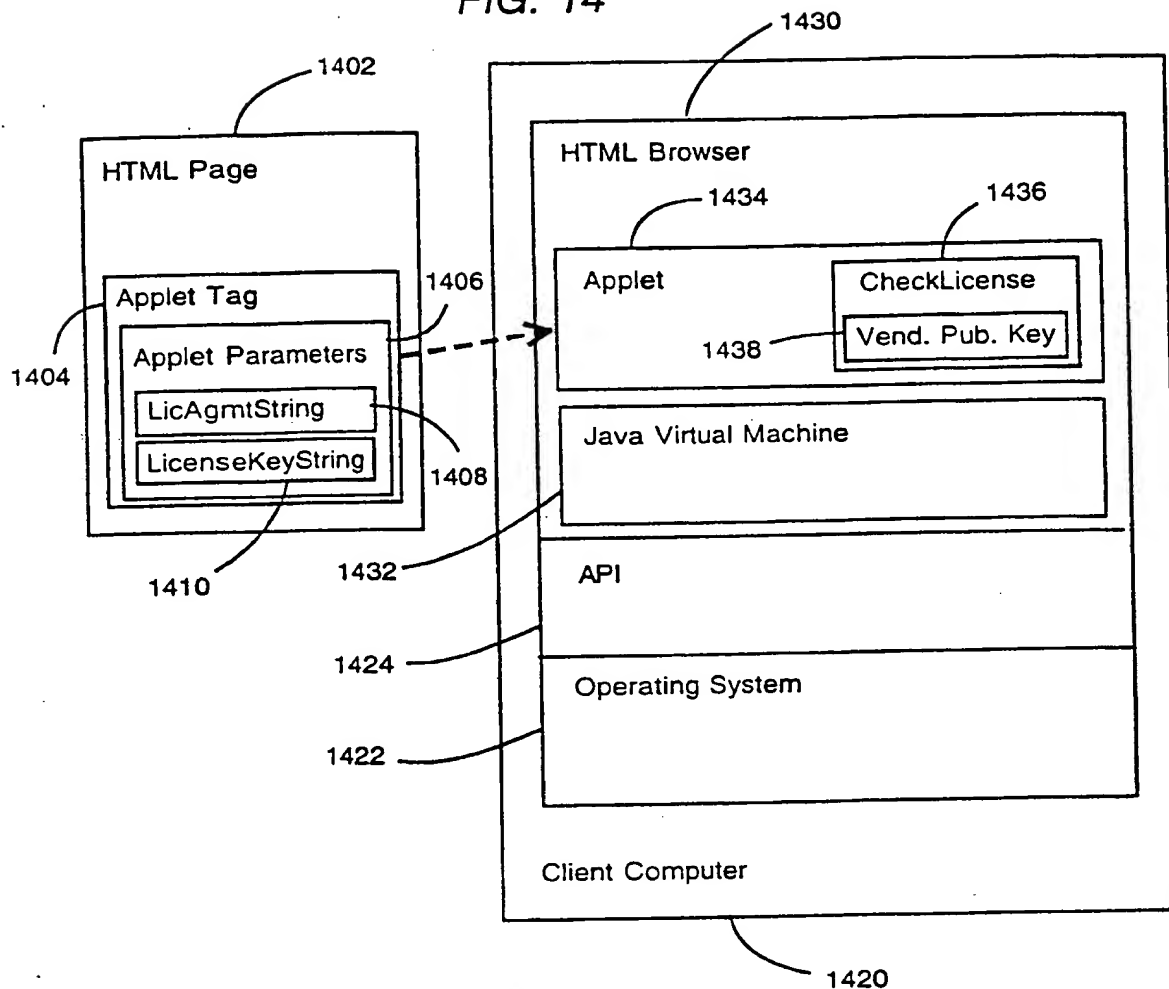 FIG. 14
1430
1402
HTML Page
HTML Browser
1434
1436
Applet Tag
1406
Applet
CheckLicense
Applet Parameters
1438
Vend. Pub. Key
1404
LicAgmtString
Java Virtual Machine
LicenseKeyString
1408
1410
1432
API
1424
Operating System
1422
Client Computer
1420